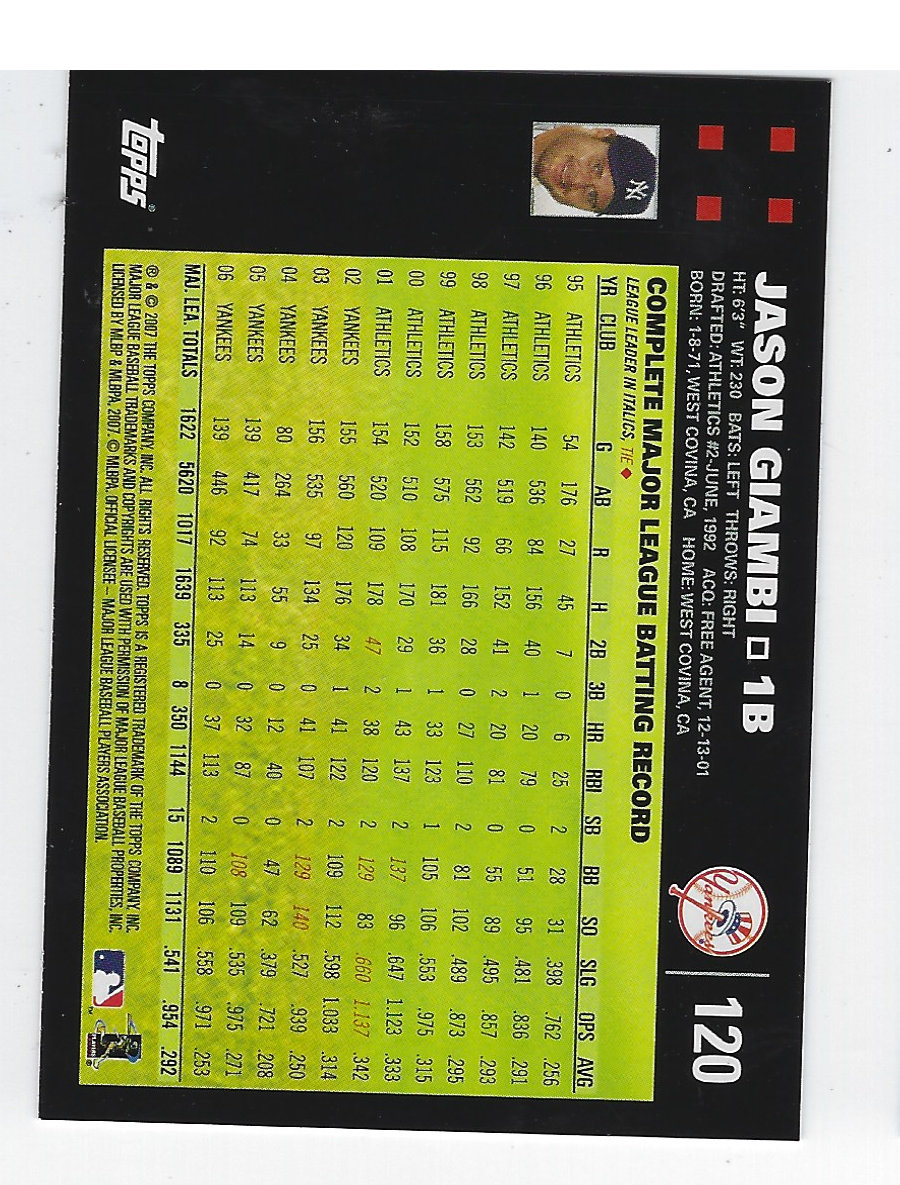 JASON GIAMBI □ 1B
120
HT: 6'3" WT: 230 BATS: LEFT THROWS: RIGHT
DRAFTED: ATHLETICS #2-JUNE, 1992 ACQ: FREE AGENT, 12-13-01
BORN: 1-8-71, WEST COVINA, CA HOME: WEST COVINA, CA
Yankees
NY
topps®
COMPLETE MAJOR LEAGUE BATTING RECORD
LEAGUE LEADER IN ITALICS, TIE ♦
YR CLUB G AB R H 2B 3B HR RBI SB BB SO SLG OPS AVG
95 ATHLETICS 54 176 27 45 7 0 6 25 2 28 31 .398 .762 .256
96 ATHLETICS 140 536 84 156 40 1 20 79 0 51 95 .481 .836 .291
97 ATHLETICS 142 519 66 152 41 2 20 81 0 55 89 .495 .857 .293
98 ATHLETICS 153 562 92 166 28 0 27 110 2 81 102 .489 .873 .295
99 ATHLETICS 158 575 115 181 36 1 33 123 1 105 106 .553 .975 .315
00 ATHLETICS 152 510 108 170 29 1 43 137 2 137 96 .647 1.123 .333
01 ATHLETICS 154 520 109 178 47 2 38 120 2 129 83 .660 1.137 .342
02 YANKEES 155 560 120 176 34 1 41 122 2 109 112 .598 1.033 .314
03 YANKEES 156 535 97 134 25 0 41 107 2 129 140 .527 .939 .250
04 YANKEES 80 264 33 55 9 0 12 40 0 47 62 .379 .721 .208
05 YANKEES 139 417 74 113 14 0 32 87 0 108 109 .535 .975 .271
06 YANKEES 139 446 92 113 25 0 37 113 2 110 106 .558 .971 .253
MAJ. LEA. TOTALS 1622 5620 1017 1639 335 8 350 1144 15 1089 1131 .541 .954 .292
® & © 2007 THE TOPPS COMPANY, INC. ALL RIGHTS RESERVED. TOPPS IS A REGISTERED TRADEMARK OF THE TOPPS COMPANY, INC.
MAJOR LEAGUE BASEBALL TRADEMARKS AND COPYRIGHTS ARE USED WITH PERMISSION OF MAJOR LEAGUE BASEBALL PROPERTIES, INC.
LICENSED BY MLBP & MLBPA, 2007. © MLBPA. OFFICIAL LICENSEE – MAJOR LEAGUE BASEBALL PLAYERS ASSOCIATION.